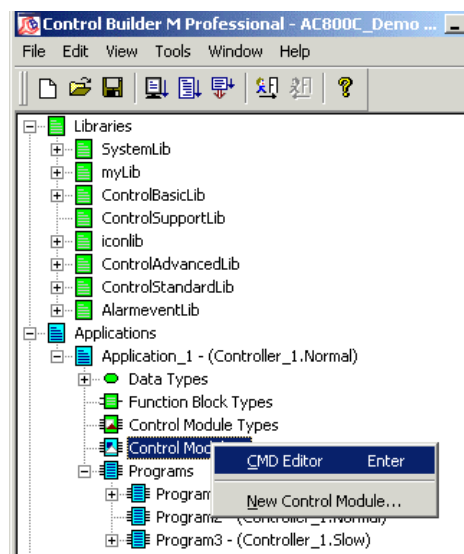 Control Builder M Professional - AC800C_Demo ...
File Edit View Tools Window Help
Libraries
SystemLib
myLib
ControlBasicLib
ControlSupportLib
iconlib
ControlAdvancedLib
ControlStandardLib
AlarmeventLib
Applications
Application_1 - (Controller_1.Normal)
Data Types
Function Block Types
Control Module Types
Control Mod
CMD Editor Enter
Programs
New Control Module...
Program
Program2 - (Controller_1.Normal)
Program3 - (Controller_1.Slow)